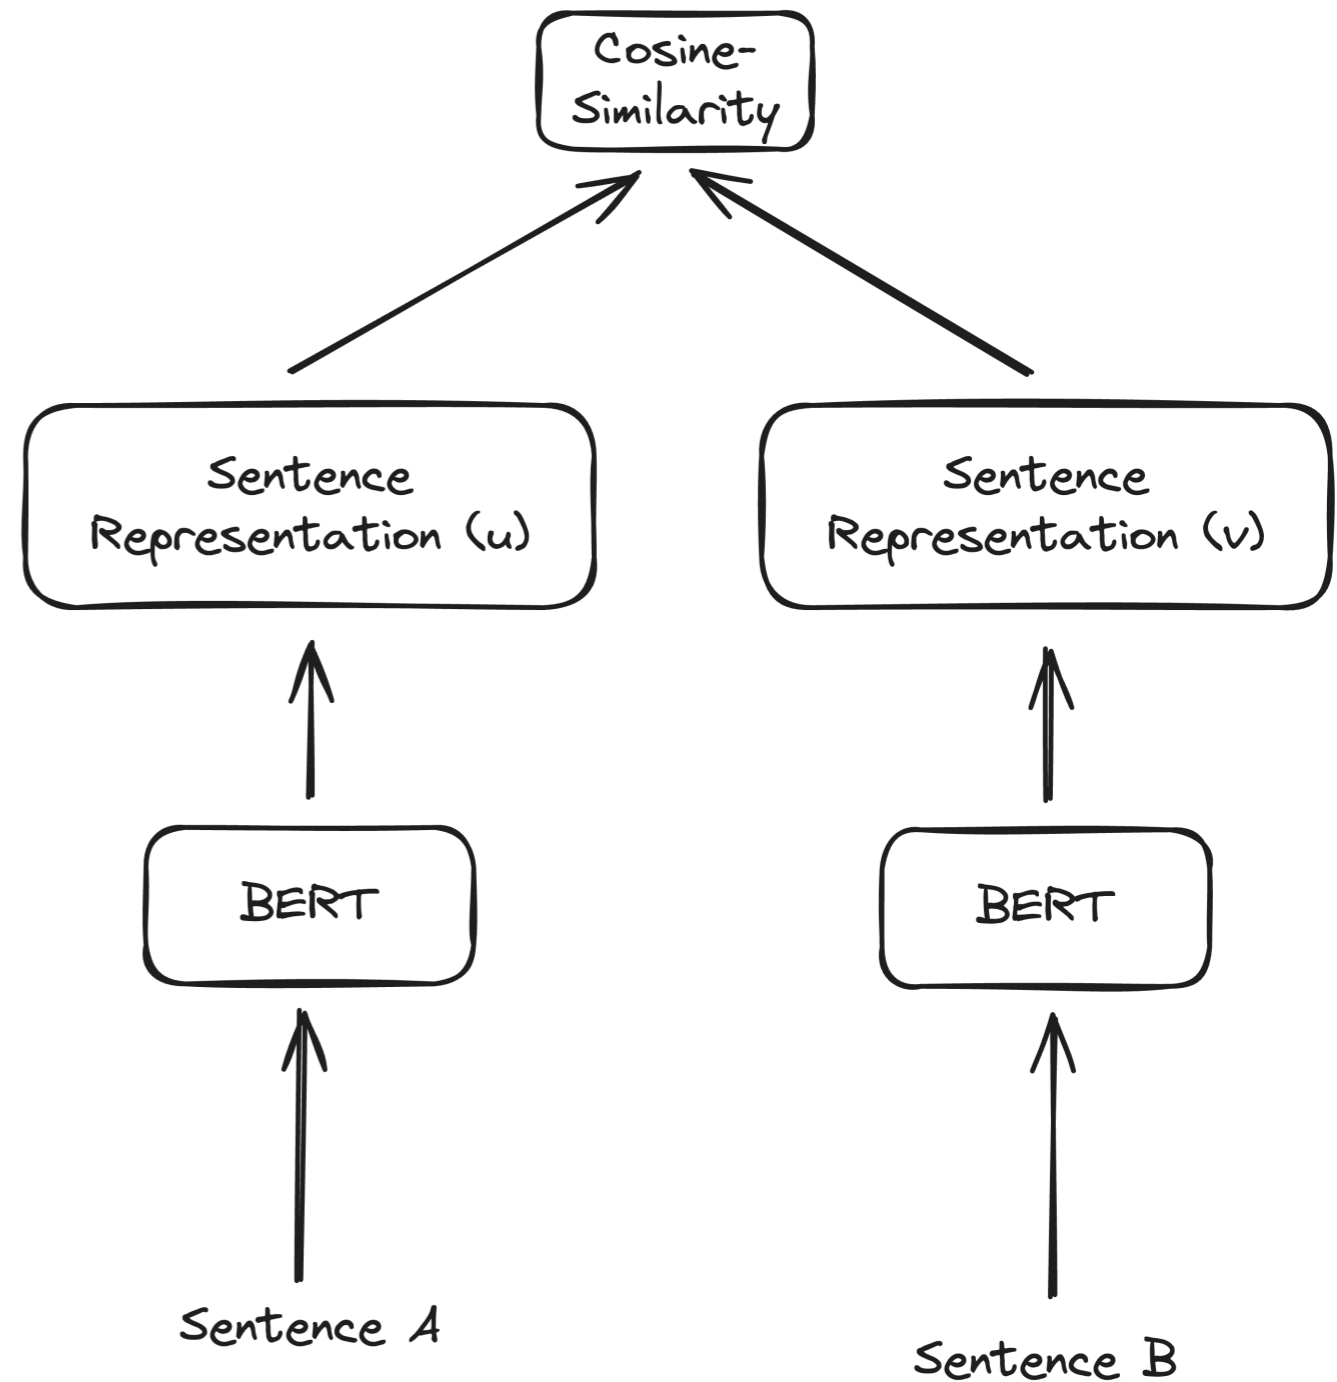 Cosine-
Similarity
Sentence
Representation (u)
Sentence
Representation (v)
BERT
BERT
Sentence A
Sentence B